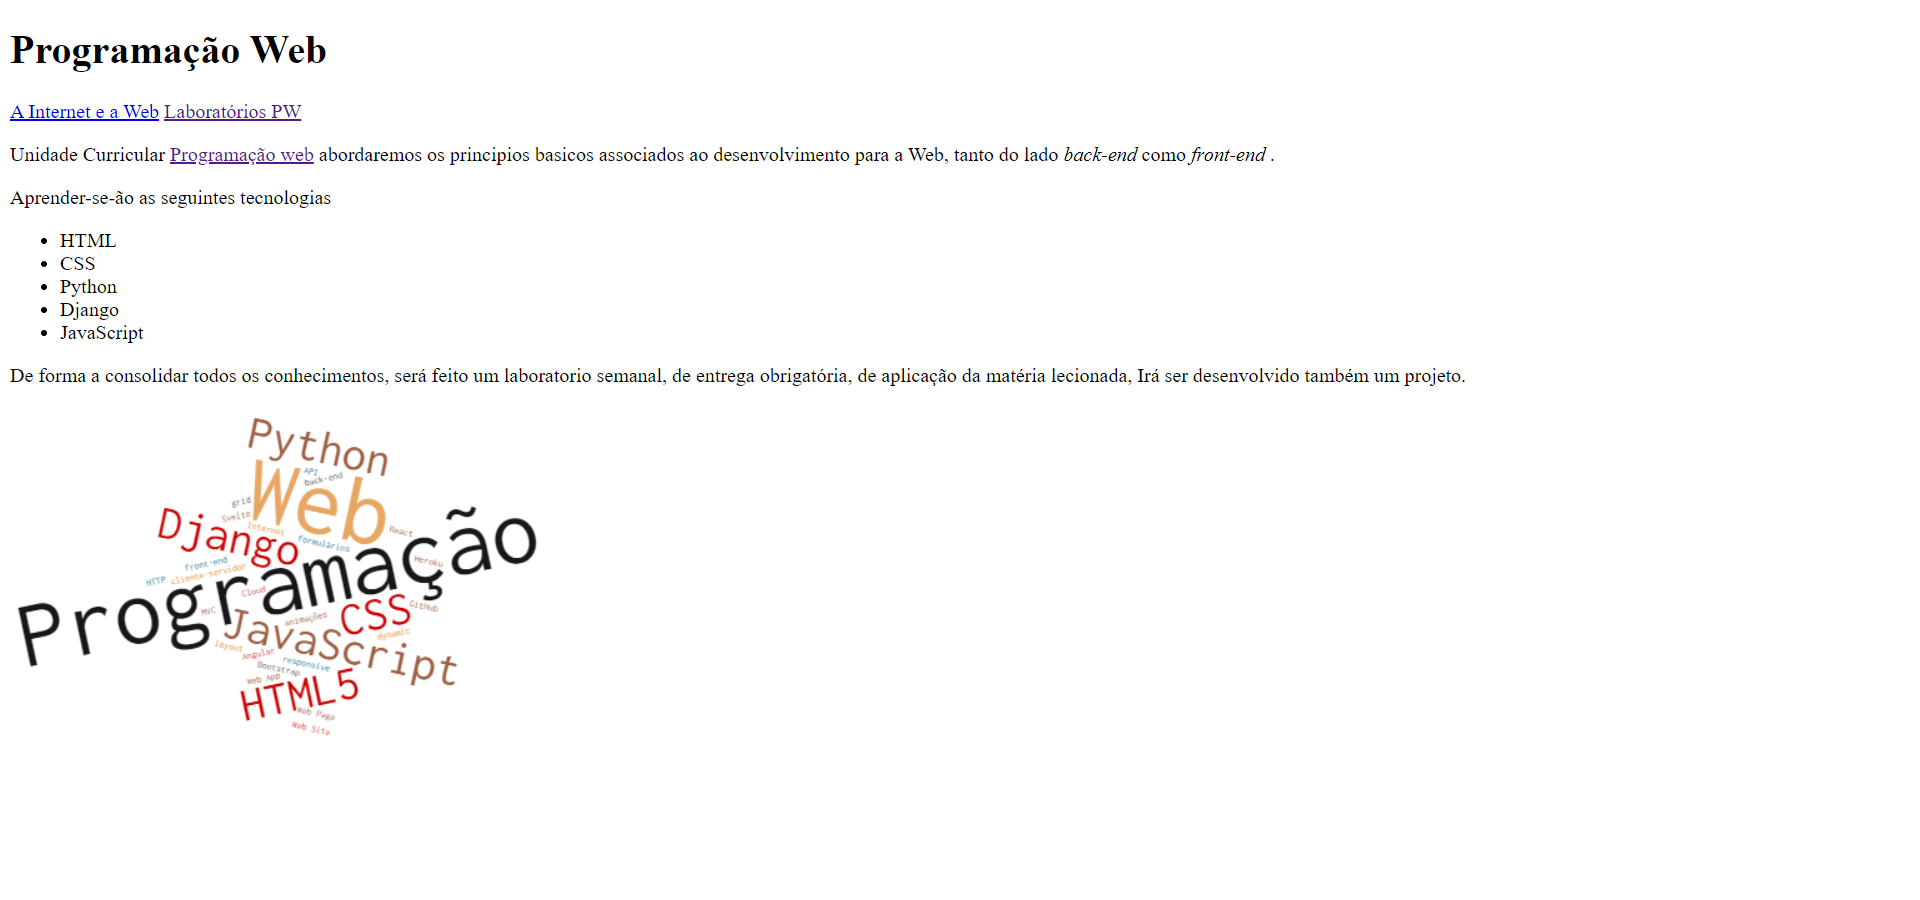 Programação Web
A Internet e a Web Laboratórios PW
Unidade Curricular Programação web abordaremos os principios basicos associados ao desenvolvimento para a Web, tanto do lado back-end como front-end .
Aprender-se-ão as seguintes tecnologias
HTML
CSS
Python
Django
JavaScript
De forma a consolidar todos os conhecimentos, será feito um laboratorio semanal, de entrega obrigatória, de aplicação da matéria lecionada, Irá ser desenvolvido também um projeto.
Python
API
back-end
Web
grid
Svelte
Internet
React
Django
formulários
Programação
Heroku
front-end
HTTP
cliente-servidor
Cloud
MVC
GitHub
CSS
animações
JavaScript
dynamic
layout
Angular
responsive
Bootstrap
Web App
HTML5
Web Page
Web Site